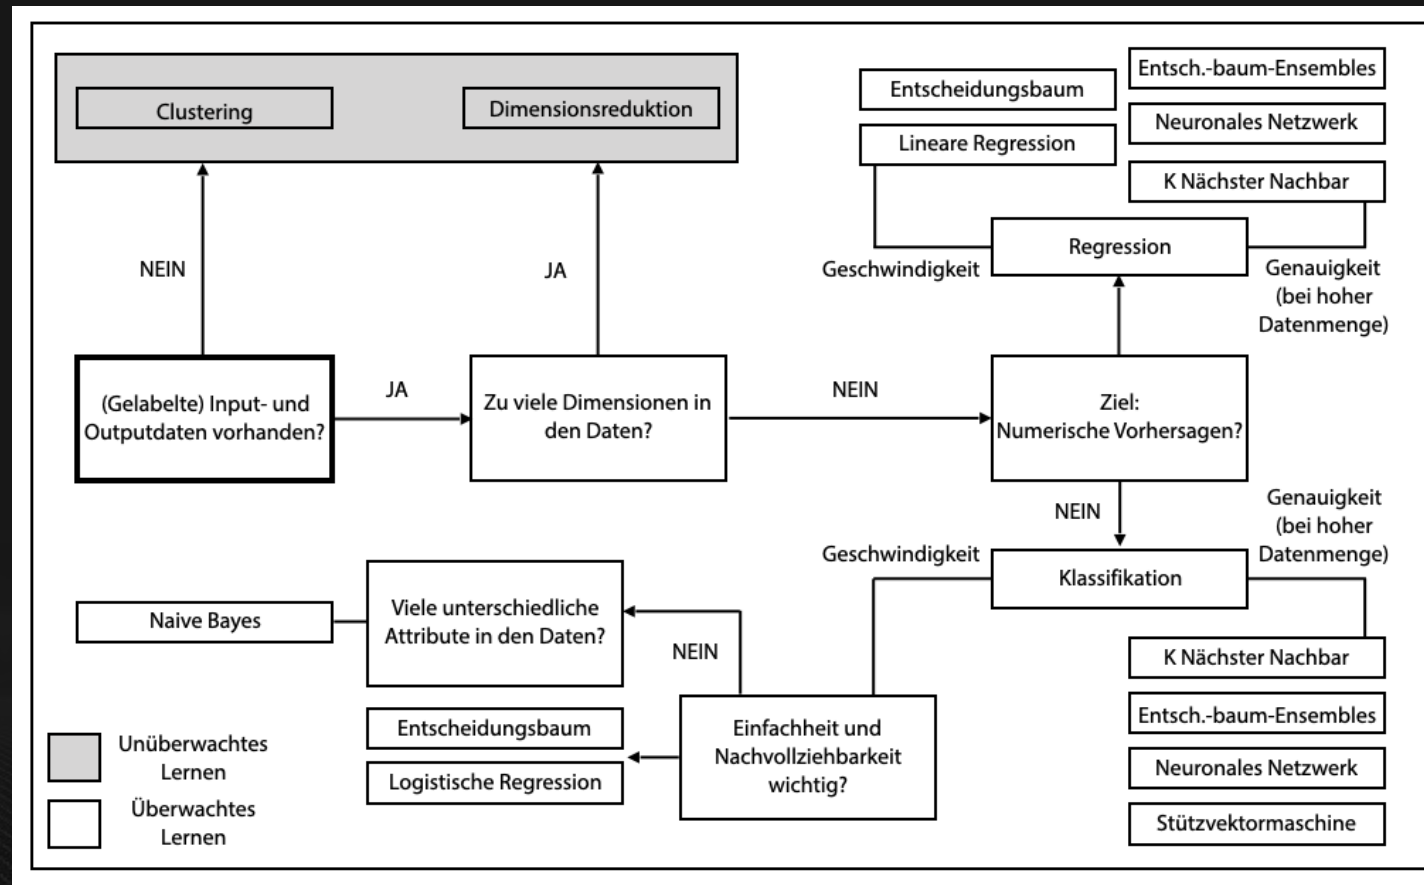 Clustering
Dimensionsreduktion
Entscheidungsbaum
Lineare Regression
Entsch.-baum-Ensembles
Neuronales Netzwerk
K Nächster Nachbar
Regression
Geschwindigkeit
Genauigkeit
(bei hoher
Datenmenge)
NEIN
JA
(Gelabelte) Input- und
Outputdaten vorhanden?
JA
Zu viele Dimensionen in
den Daten?
NEIN
Ziel:
Numerische Vorhersagen?
NEIN
Geschwindigkeit
Genauigkeit
(bei hoher
Datenmenge)
Klassifikation
Naive Bayes
Viele unterschiedliche
Attribute in den Daten?
NEIN
Einfachheit und
Nachvollziehbarkeit
wichtig?
Entscheidungsbaum
Logistische Regression
K Nächster Nachbar
Entsch.-baum-Ensembles
Neuronales Netzwerk
Stützvektormaschine
Unüberwachtes
Lernen
Überwachtes
Lernen